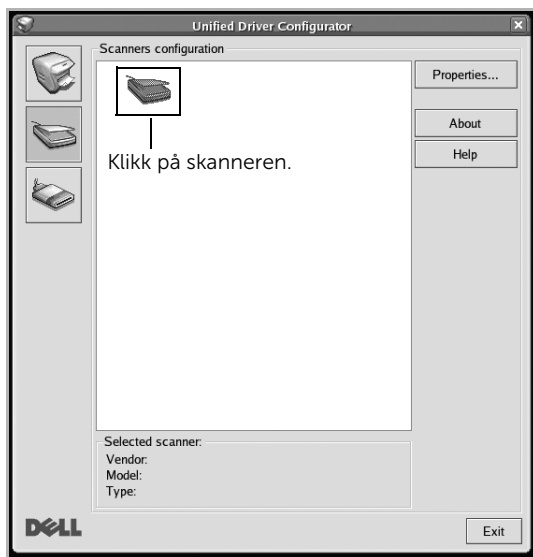 Unified Driver Configurator
Scanners configuration
Klikk på skanneren.
Properties...
About
Help
Selected scanner:
Vendor:
Model:
Type:
DELL
Exit